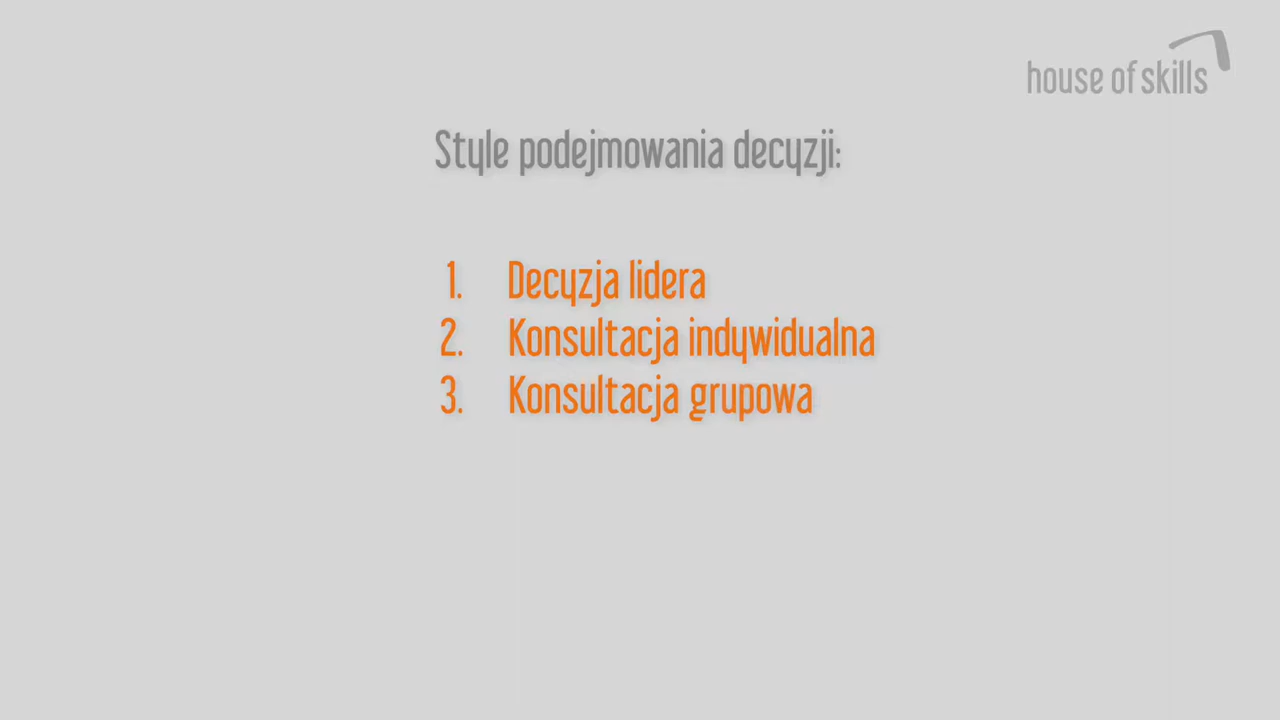 house of skills
Style podejmowania decyzji:
1. Decyzja lidera
2. Konsultacja indywidualna
3. Konsultacja grupowa